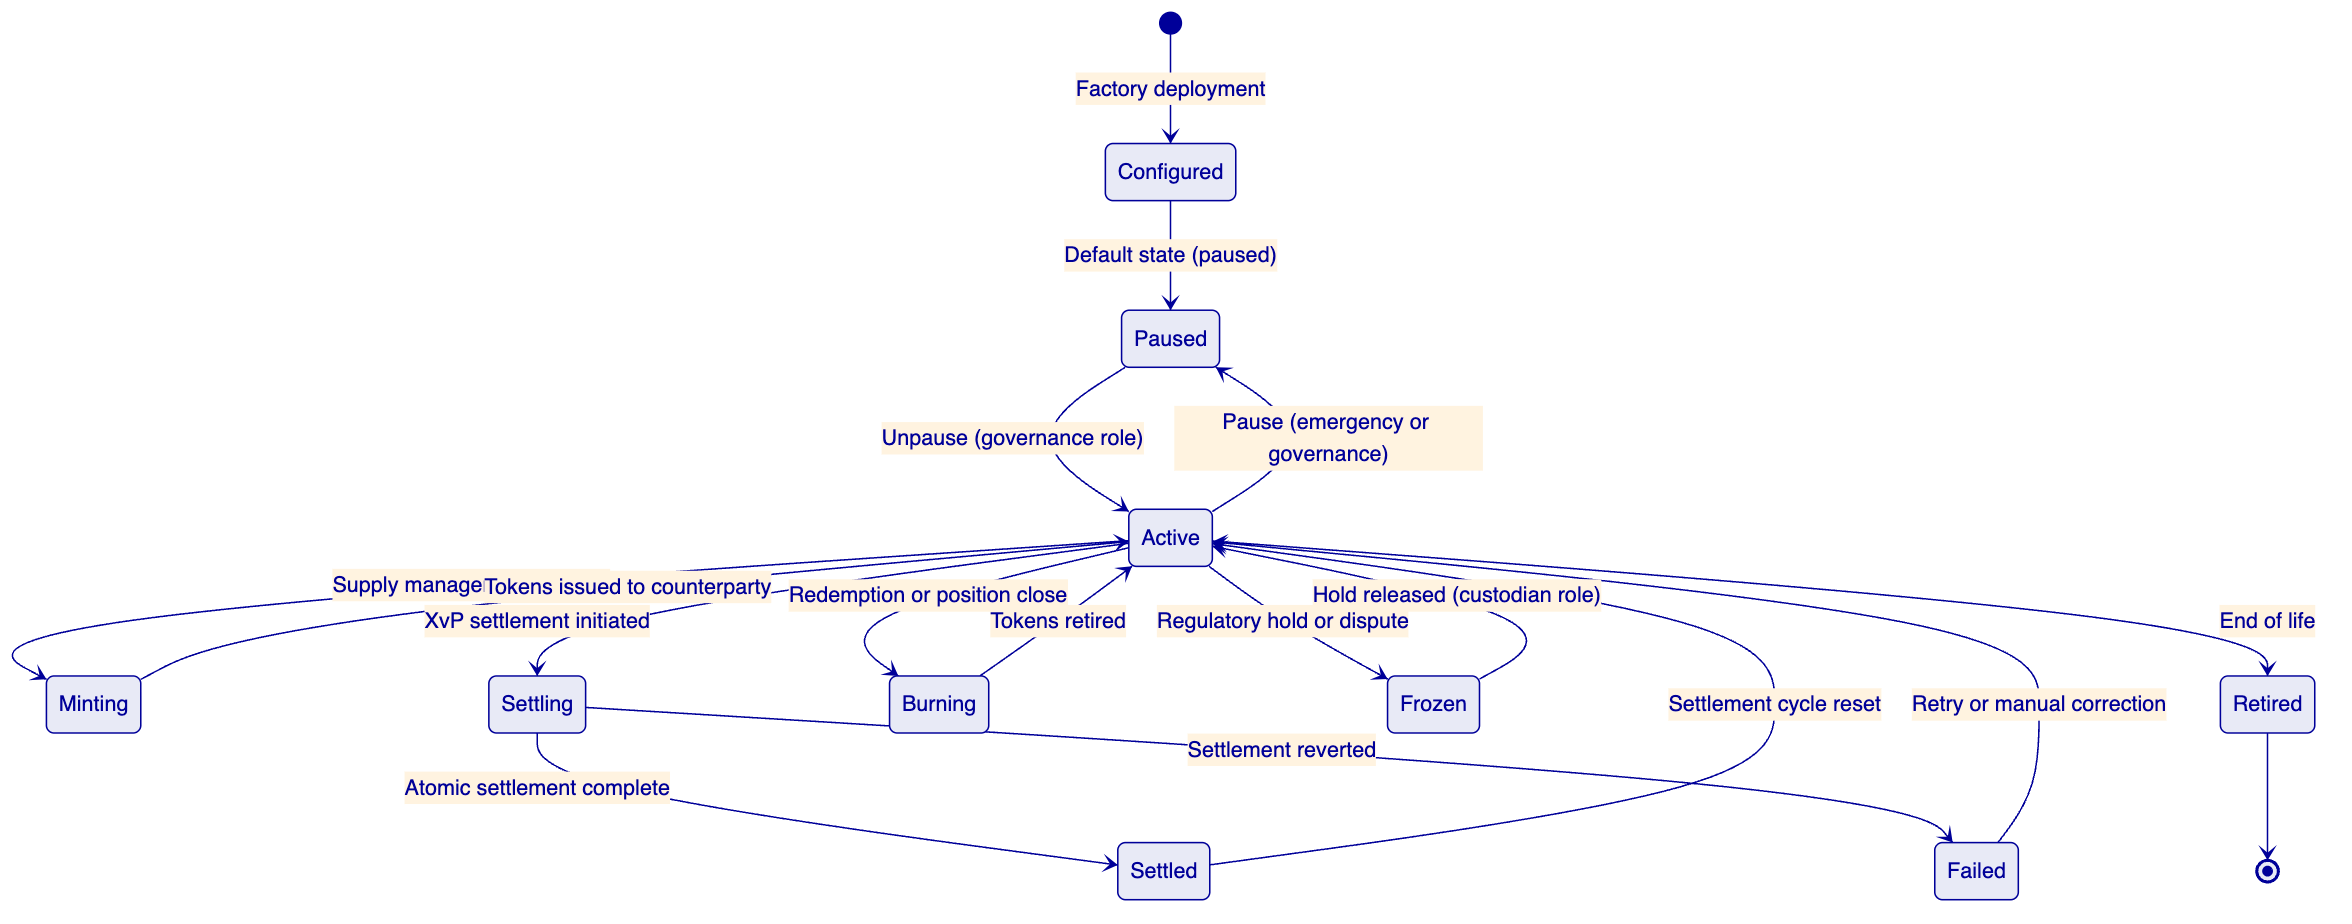 Factory deployment
Configured
Default state (paused)
Paused
Unpause (governance role)
Pause (emergency or
governance)
Active
Supply
Tokens issued to counterparty
Redemption or position close
Hold released (custodian role)
XvP settlement initiated
Tokens retired
Regulatory hold or dispute
End of life
Minting
Settling
Burning
Frozen
Settlement cycle reset
Retry or manual correction
Retired
Settlement reverted
Atomic settlement complete
Settled
Failed